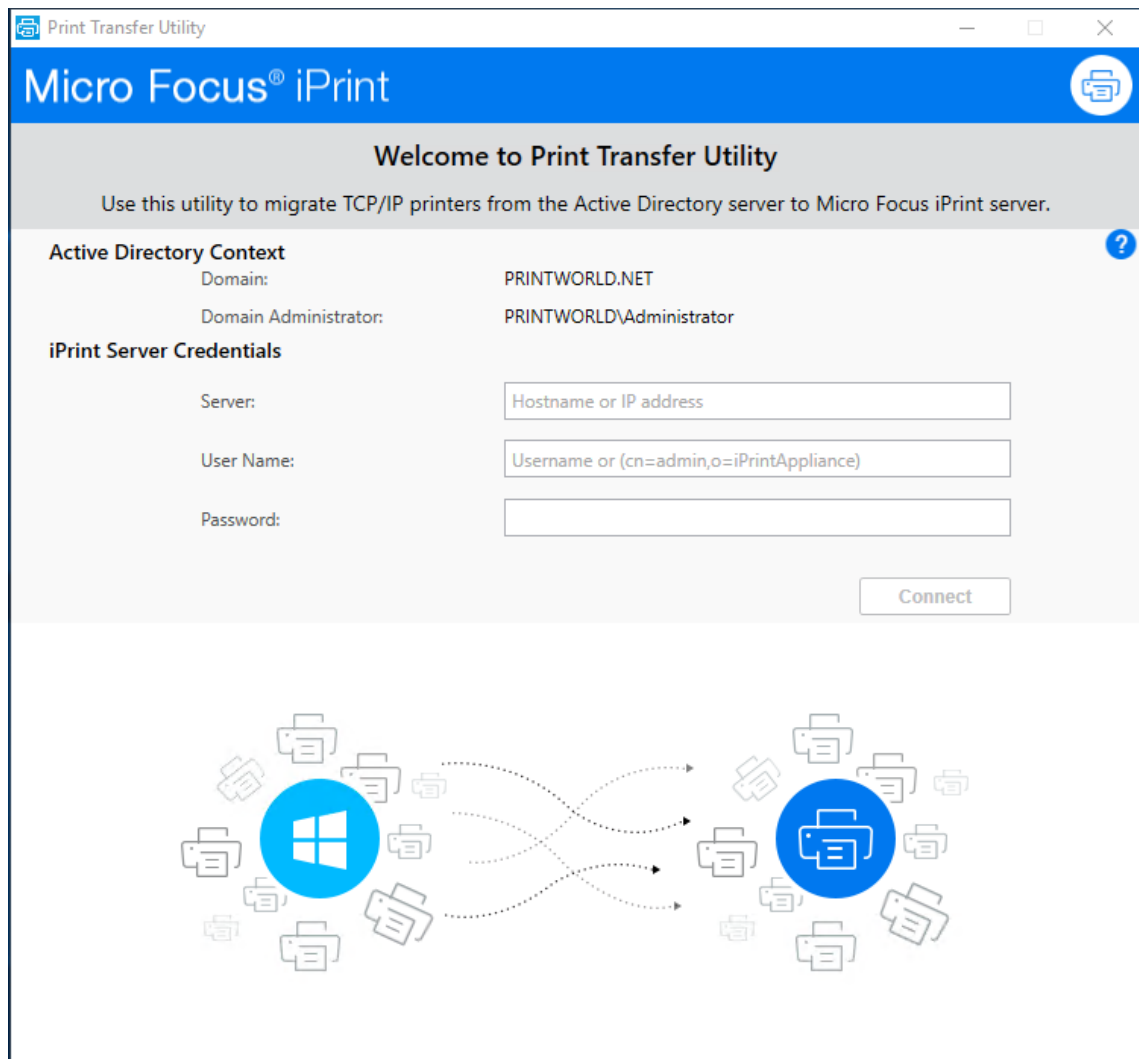 Print Transfer Utility
Micro Focus® iPrint
Welcome to Print Transfer Utility
Use this utility to migrate TCP/IP printers from the Active Directory server to Micro Focus iPrint server.
?
Active Directory Context
Domain: PRINTWORLD.NET
Domain Administrator: PRINTWORLD\Administrator
iPrint Server Credentials
Server: Hostname or IP address
User Name: Username or (cn=admin,o=iPrintAppliance)
Password:
Connect